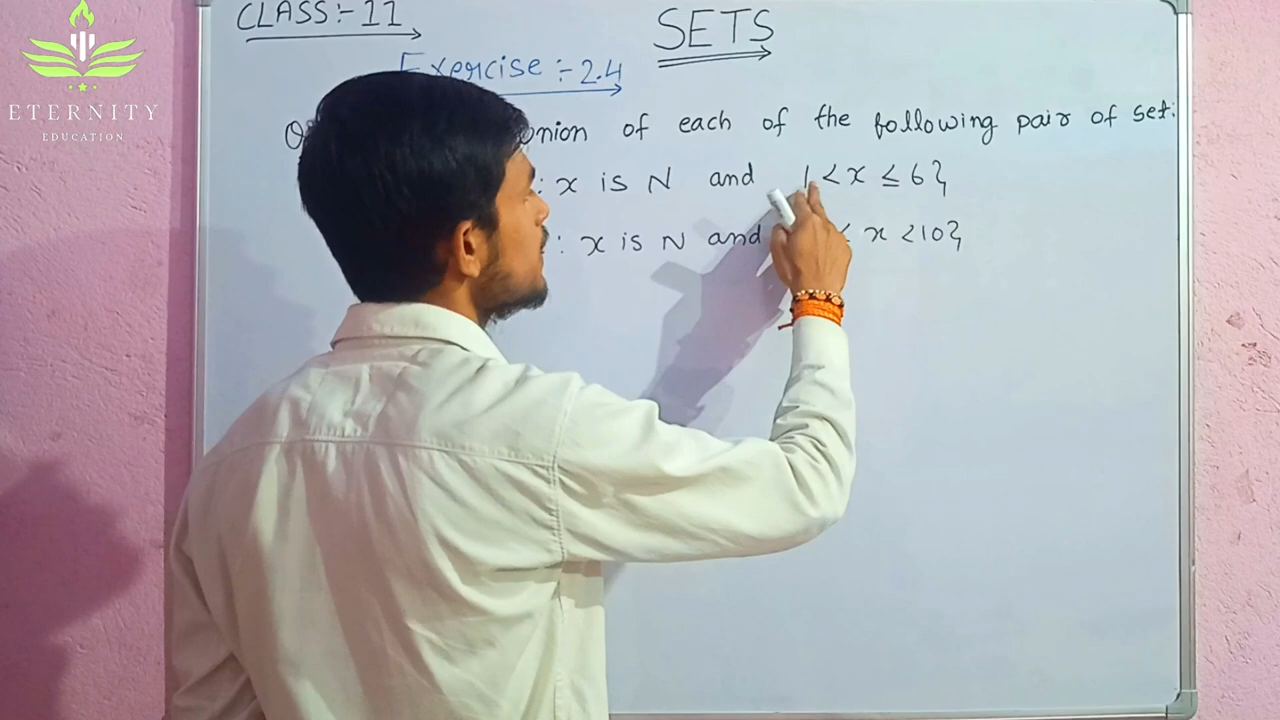 ETERNITY
EDUCATION
CLASS:- 11
SETS
Exercise :- 2.4
union of each of the following pair of set:
: x is N and 1 < x ≤ 6}
: x is N and < x < 10}